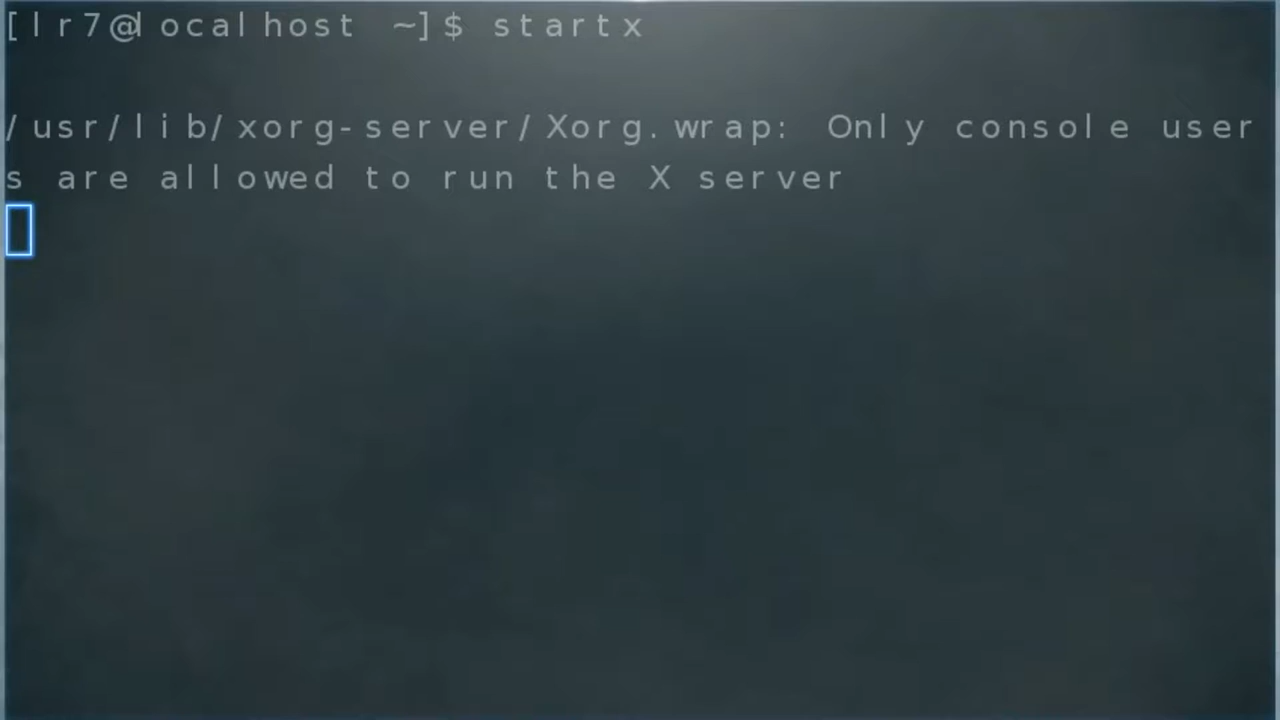 [lr7@localhost ~]$ startx
/usr/lib/xorg-server/Xorg.wrap: Only console user
s are allowed to run the X server